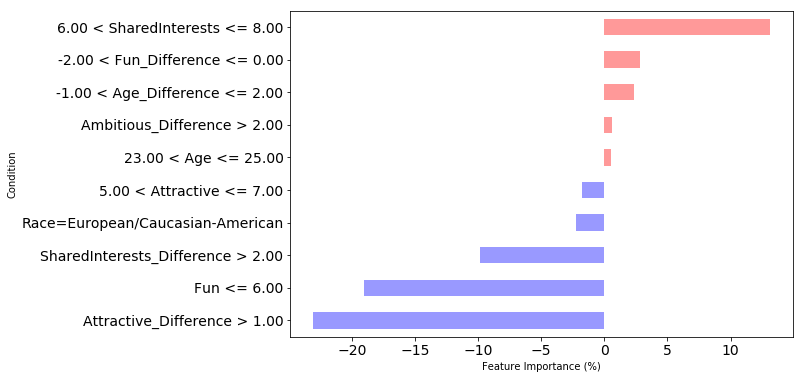 6.00 < SharedInterests <= 8.00
-2.00 < Fun_Difference <= 0.00
-1.00 < Age_Difference <= 2.00
Ambitious_Difference > 2.00
23.00 < Age <= 25.00
5.00 < Attractive <= 7.00
Race=European/Caucasian-American
SharedInterests_Difference > 2.00
Fun <= 6.00
Attractive_Difference > 1.00
Condition
−20 −15 −10 −5 0 5 10
Feature Importance (%)